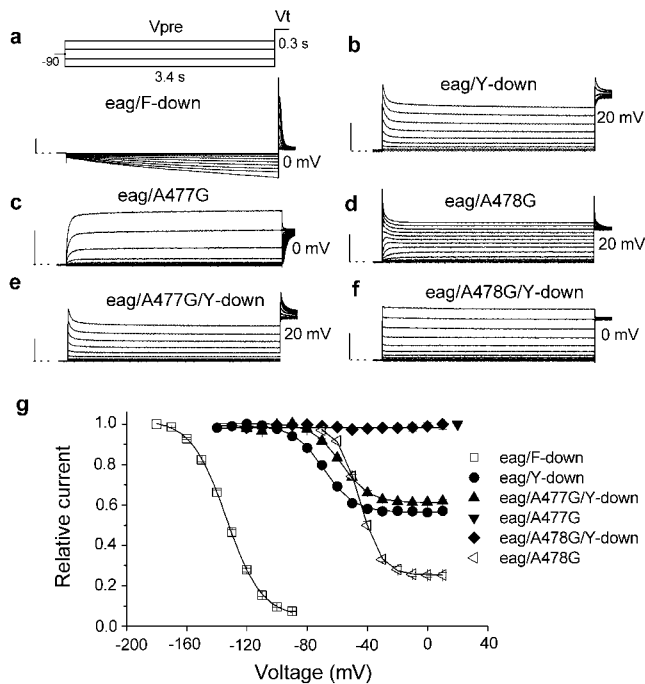 a
Vpre
Vt
-90
0.3 s
3.4 s
eag/F-down
0 mV
b
eag/Y-down
20 mV
c
eag/A477G
0 mV
d
eag/A478G
20 mV
e
eag/A477G/Y-down
20 mV
f
eag/A478G/Y-down
0 mV
g
1.0
0.8
0.6
0.4
0.2
0.0
Relative current
-200 -160 -120 -80 -40 0 40
Voltage (mV)
eag/F-down
eag/Y-down
eag/A477G/Y-down
eag/A477G
eag/A478G/Y-down
eag/A478G